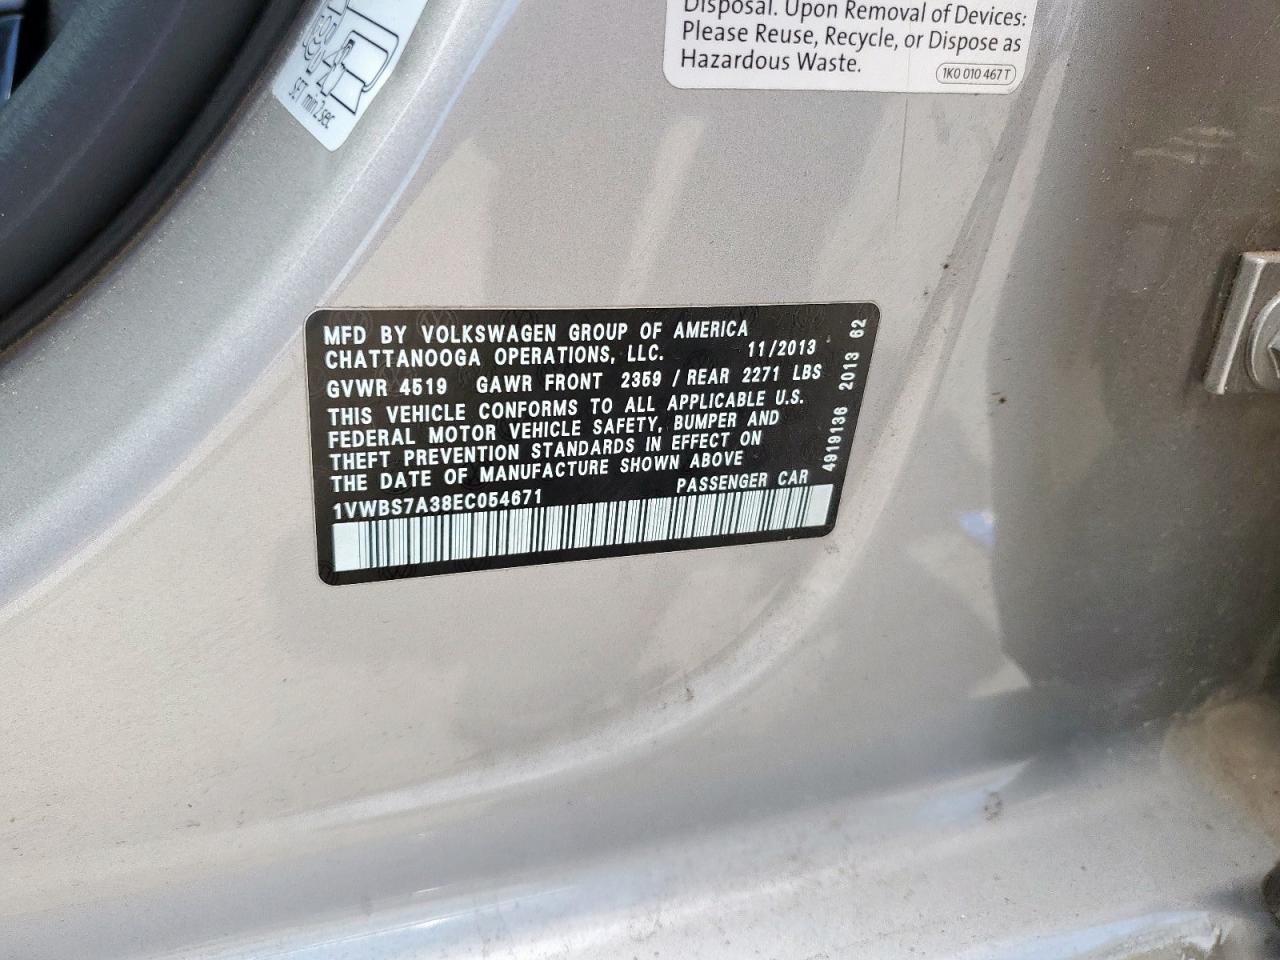 SET min 2sec
Disposal. Upon Removal of Devices:
Please Reuse, Recycle, or Dispose as
Hazardous Waste.
1K0 010 467 T
MFD BY VOLKSWAGEN GROUP OF AMERICA
CHATTANOOGA OPERATIONS, LLC. 11/2013
GVWR 4519 GAWR FRONT 2359 / REAR 2271 LBS
THIS VEHICLE CONFORMS TO ALL APPLICABLE U.S.
FEDERAL MOTOR VEHICLE SAFETY, BUMPER AND
THEFT PREVENTION STANDARDS IN EFFECT ON
THE DATE OF MANUFACTURE SHOWN ABOVE
PASSENGER CAR
1VWBS7A38EC054671
4919136 2013 62